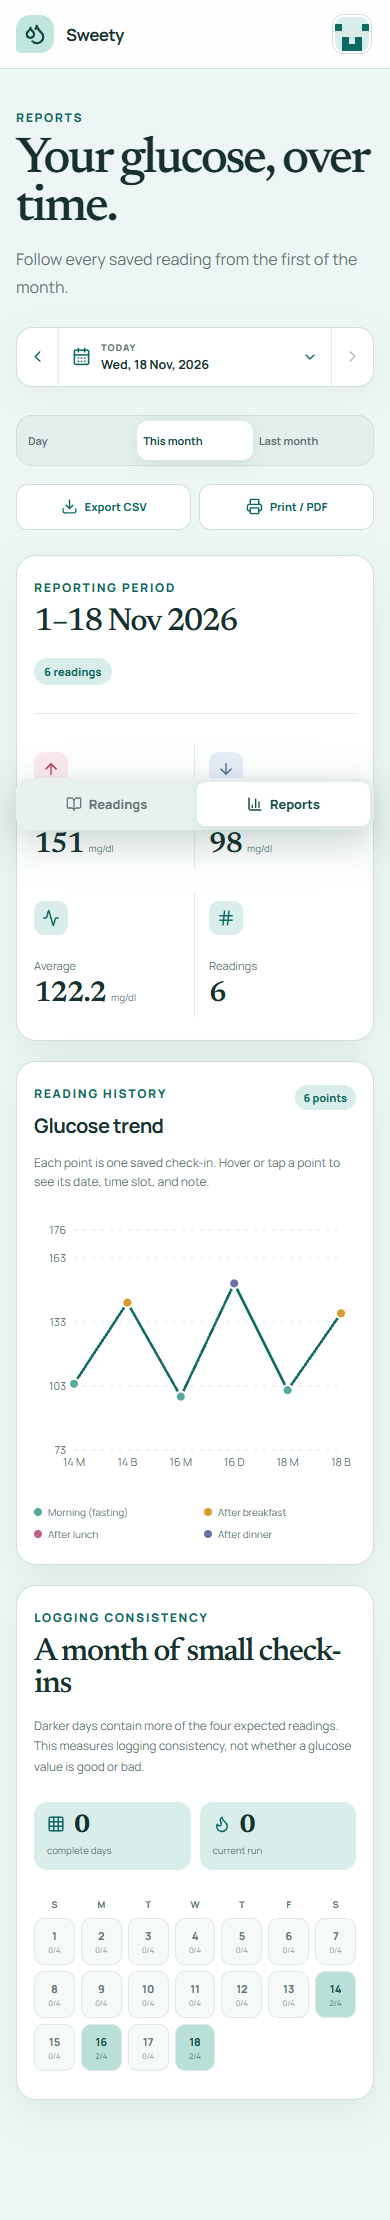 Sweety
REPORTS
Your glucose, over
time.
Follow every saved reading from the first of the
month.
TODAY
Wed, 18 Nov, 2026
Day
This month
Last month
Export CSV
Print / PDF
REPORTING PERIOD
1–18 Nov 2026
6 readings
Readings
Reports
151 mg/dl
98 mg/dl
Average
122.2 mg/dl
Readings
6
READING HISTORY
6 points
Glucose trend
Each point is one saved check-in. Hover or tap a point to
see its date, time slot, and note.
176
163
133
103
73
14 M
14 B
16 M
16 D
18 M
18 B
Morning (fasting)
After breakfast
After lunch
After dinner
LOGGING CONSISTENCY
A month of small check-
ins
Darker days contain more of the four expected readings.
This measures logging consistency, not whether a glucose
value is good or bad.
0
complete days
0
current run
S M T W T F S
1 2 3 4 5 6 7
0/4 0/4 0/4 0/4 0/4 0/4 0/4
8 9 10 11 12 13 14
0/4 0/4 0/4 0/4 0/4 0/4 2/4
15 16 17 18
0/4 2/4 0/4 2/4